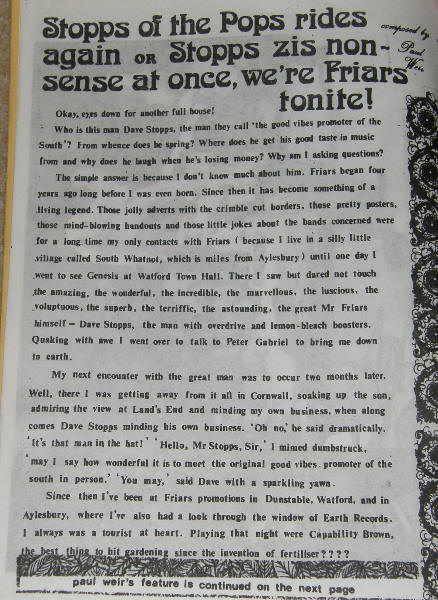 Stopps of the Pops rides
again OR Stopps zis non-
sense at once, we're Friars
tonite!
composed by
Paul
Weir
Okay, eyes down for another full house!
Who is this man Dave Stopps, the man they call 'the good vibes promoter of the
South'? From whence does he spring? Where does he get his good taste in music
from and why does he laugh when he's losing money? Why am I asking questions?
The simple answer is because I don't know much about him. Friars began four
years ago long before I was even born. Since then it has become something of a
living legend. Those jolly adverts with the crimble cut borders, those pretty posters,
those mind-blowing handouts and those little jokes about the bands concerned were
for a long time my only contacts with Friars ( because I live in a silly little
village called South Whatnot, which is miles from Aylesbury ) until one day I
went to see Genesis at Watford Town Hall. There I saw but dared not touch
the amazing, the wonderful, the incredible, the marvellous, the luscious, the
voluptuous, the superb, the terriffic, the astounding, the great Mr Friars
himself — Dave Stopps, the man with overdrive and lemon-bleach boosters.
Quaking with awe I went over to talk to Peter Gabriel to bring me down
to earth.
My next encounter with the great man was to occur two months later.
Well, there I was getting away from it all in Cornwall, soaking up the sun,
admiring the view at Land's End and minding my own business, when along
comes Dave Stopps minding his own business. 'Oh no,' he said dramatically,
'It's that man in the hat!' 'Hello, Mr Stopps, Sir,' I mimed dumbstruck,
'may I say how wonderful it is to meet the original good vibes promoter of the
south in person.' 'You may,' said Dave with a sparkling yawn.
Since then I've been at Friars promotions in Dunstable, Watford, and in
Aylesbury, where I've also had a look through the window of Earth Records.
I always was a tourist at heart. Playing that night were Capability Brown,
the best thing to hit gardening since the invention of fertiliser????
paul weir's feature is continued on the next page